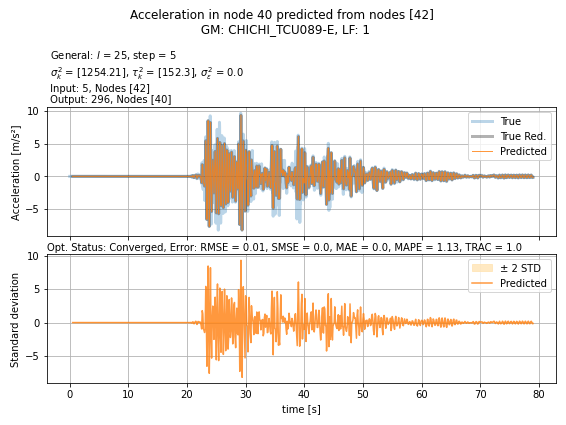 Acceleration in node 40 predicted from nodes [42]
GM: CHICHI_TCU089-E, LF: 1
General: l = 25, step = 5
σ²ₖ = [1254.21], τ²ₖ = [152.3], σ²ε = 0.0
Input: 5, Nodes [42]
Output: 296, Nodes [40]
Acceleration [m/s²]
10
5
0
−5
True
True Red.
Predicted
Opt. Status: Converged, Error: RMSE = 0.01, SMSE = 0.0, MAE = 0.0, MAPE = 1.13, TRAC = 1.0
Standard deviation
10
5
0
−5
± 2 STD
Predicted
0 10 20 30 40 50 60 70 80
time [s]